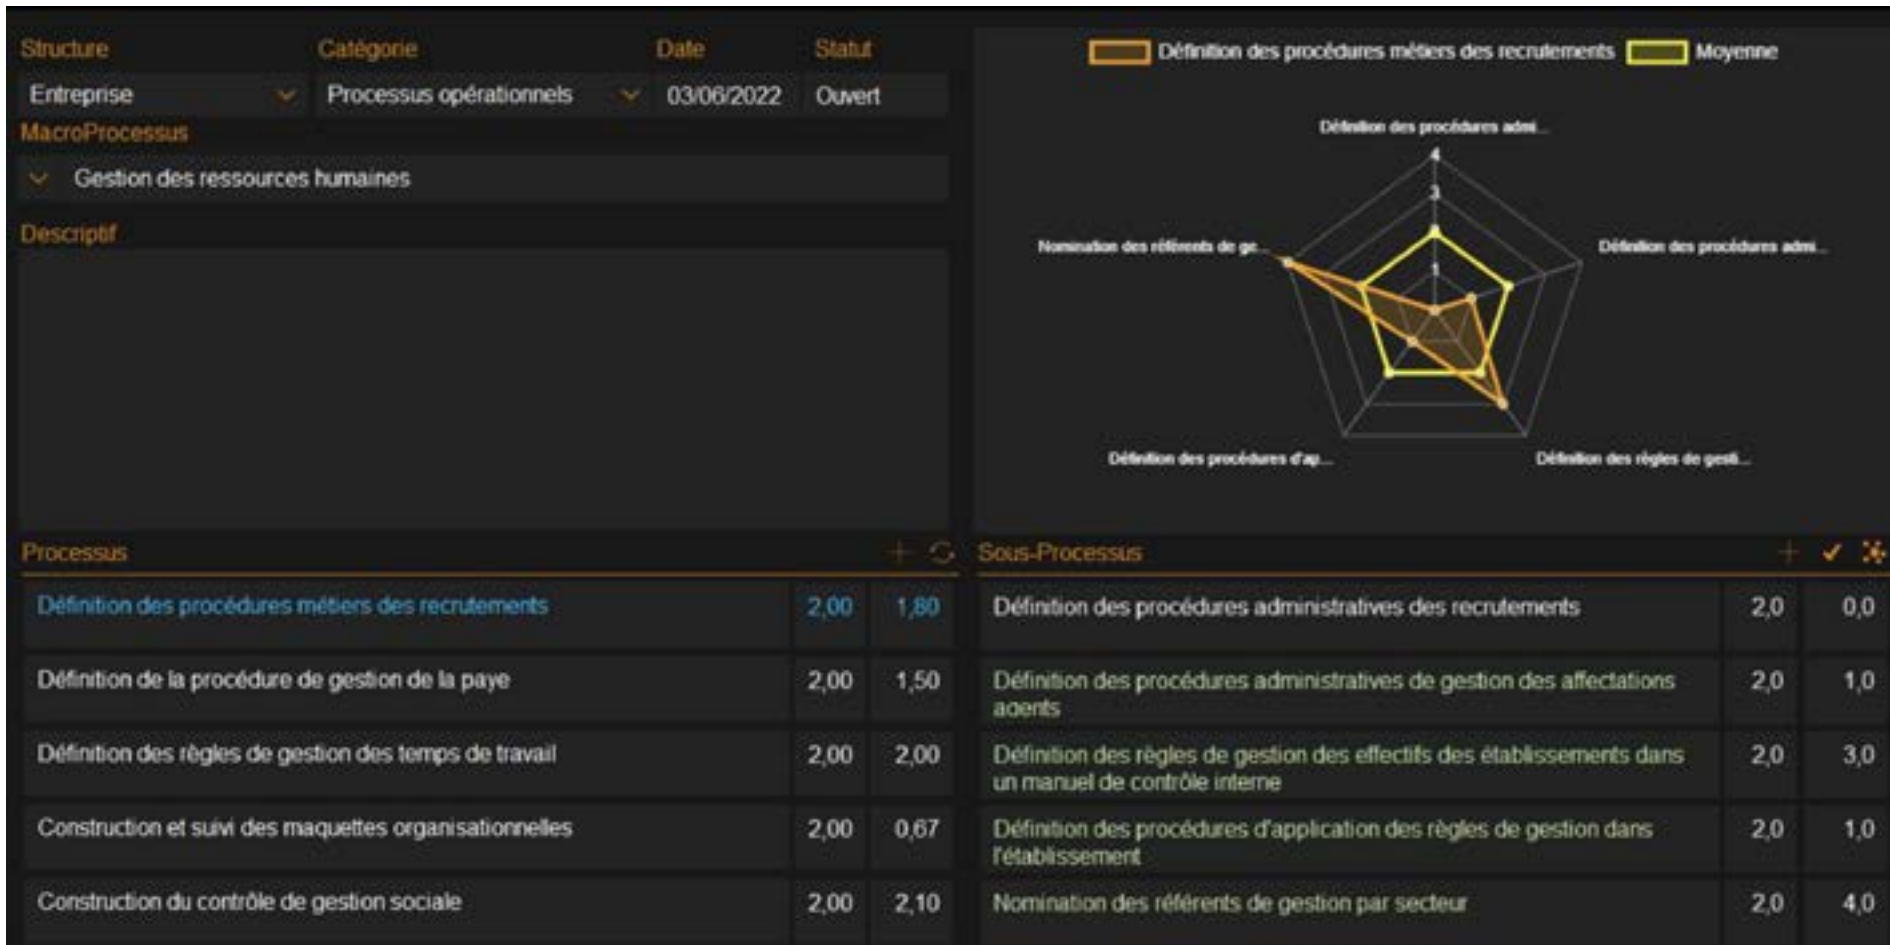 Structure
Catégorie
Date
Statut
Entreprise
Processus opérationnels
03/06/2022
Ouvert
MacroProcessus
Gestion des ressources humaines
Descriptif
Définition des procédures métiers des recrutements
Moyenne
Définition des procédures admi...
4
3
1
Nomination des référents de ge...
Définition des procédures admi...
Définition des procédures d'ap...
Définition des règles de gesti...
Processus
Définition des procédures métiers des recrutements 2,00 1,80
Définition de la procédure de gestion de la paye 2,00 1,50
Définition des règles de gestion des temps de travail 2,00 2,00
Construction et suivi des maquettes organisationnelles 2,00 0,67
Construction du contrôle de gestion sociale 2,00 2,10
Sous-Processus
Définition des procédures administratives des recrutements 2,0 0,0
Définition des procédures administratives de gestion des affectations 2,0 1,0
agents
Définition des règles de gestion des effectifs des établissements dans 2,0 3,0
un manuel de contrôle interne
Définition des procédures d'application des règles de gestion dans 2,0 1,0
l'établissement
Nomination des référents de gestion par secteur 2,0 4,0